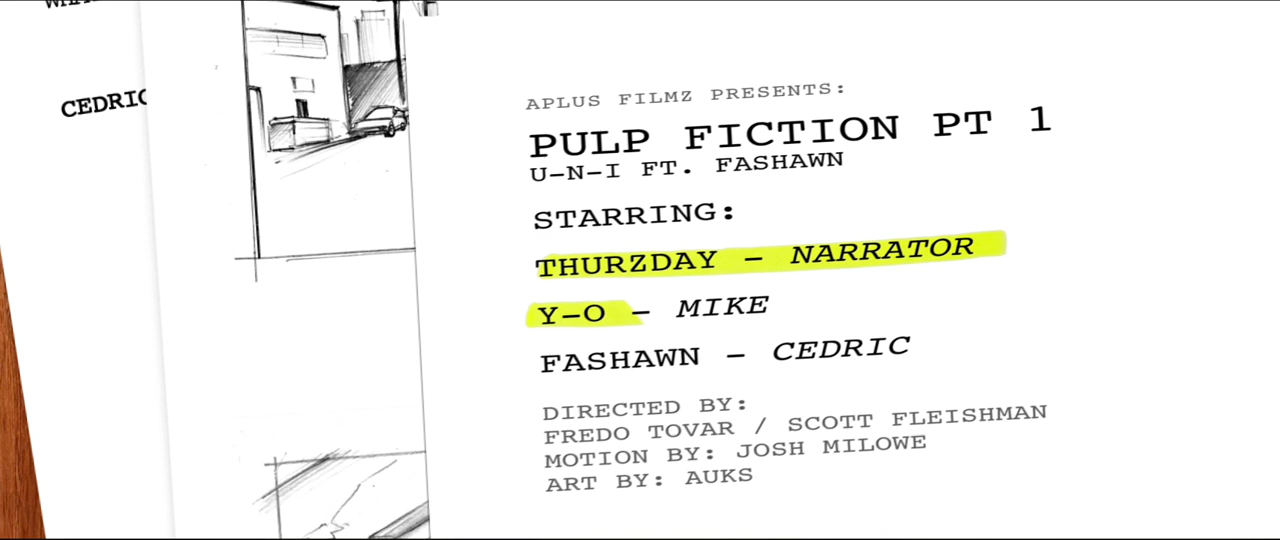 CEDRIC
APLUS FILMZ PRESENTS:
PULP FICTION PT 1
U-N-I FT. FASHAWN
STARRING:
THURZDAY - NARRATOR
Y-O - MIKE
FASHAWN - CEDRIC
DIRECTED BY:
FREDO TOVAR / SCOTT FLEISHMAN
MOTION BY: JOSH MILOWE
ART BY: AUKS